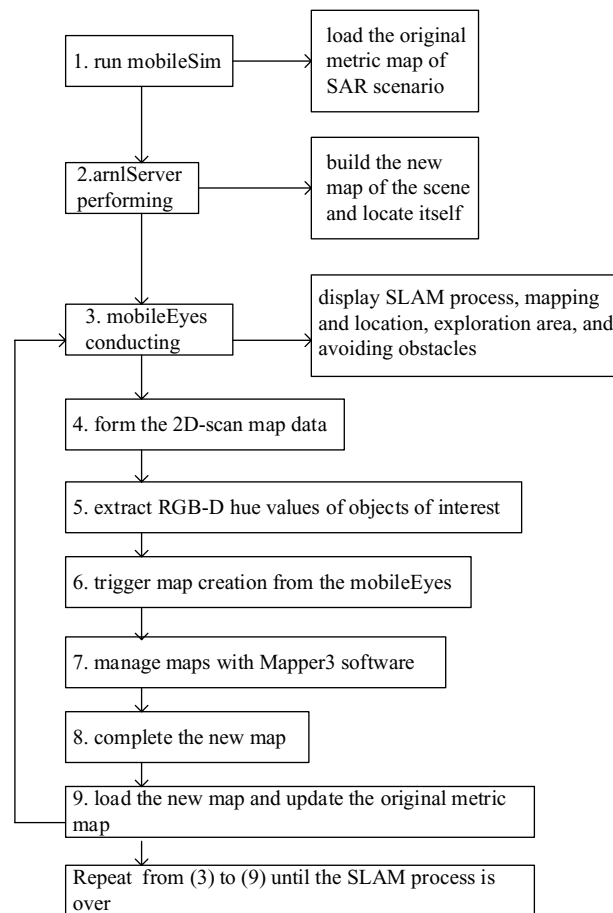 1. run mobileSim
load the original
metric map of
SAR scenario
2.arnlServer
performing
build the new
map of the scene
and locate itself
3. mobileEyes
conducting
display SLAM process, mapping
and location, exploration area, and
avoiding obstacles
4. form the 2D-scan map data
5. extract RGB-D hue values of objects of interest
6. trigger map creation from the mobileEyes
7. manage maps with Mapper3 software
8. complete the new map
9. load the new map and update the original metric
map
Repeat from (3) to (9) until the SLAM process is
over